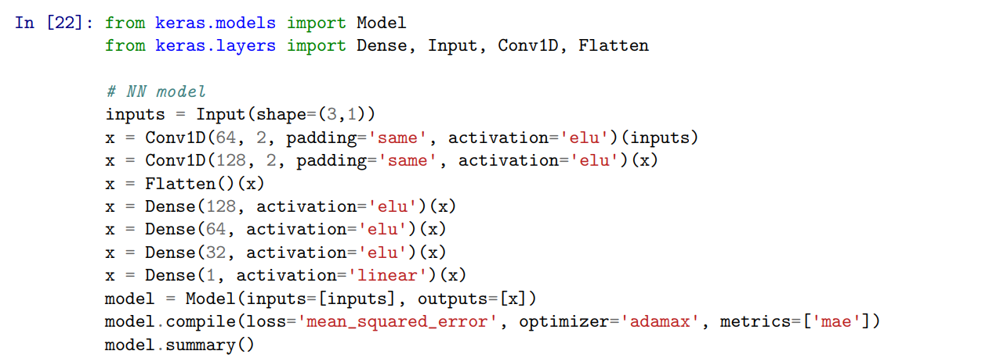 In [22]: from keras.models import Model
from keras.layers import Dense, Input, Conv1D, Flatten
# NN model
inputs = Input(shape=(3,1))
x = Conv1D(64, 2, padding='same', activation='elu')(inputs)
x = Conv1D(128, 2, padding='same', activation='elu')(x)
x = Flatten()(x)
x = Dense(128, activation='elu')(x)
x = Dense(64, activation='elu')(x)
x = Dense(32, activation='elu')(x)
x = Dense(1, activation='linear')(x)
model = Model(inputs=[inputs], outputs=[x])
model.compile(loss='mean_squared_error', optimizer='adamax', metrics=['mae'])
model.summary()